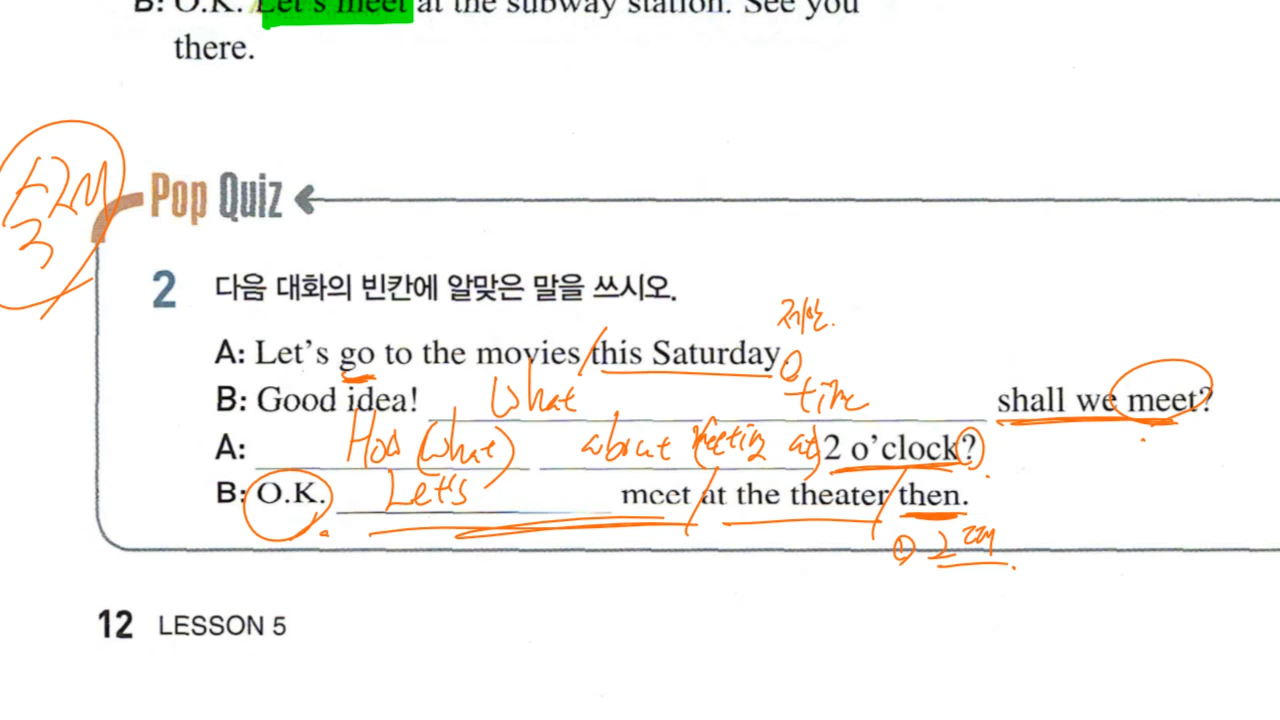 B: O.K. Let's meet at the subway station. See you
there.
Pop Quiz
3
2 다음 대화의 빈칸에 알맞은 말을 쓰시오.
제안.
A: Let's go to the movies / this Saturday.
B: Good idea! What time shall we meet?
A: How (what) about (meeting at) 2 o'clock?
B: O.K. Let's meet / at the theater / then.
① 2
12 LESSON 5